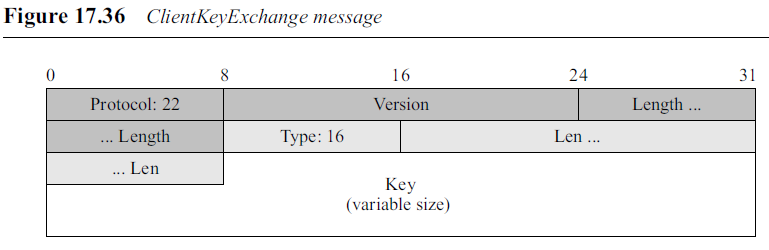 Figure 17.36 ClientKeyExchange message
0 8 16 24 31
Protocol: 22 Version Length ...
... Length Type: 16 Len ...
... Len
Key
(variable size)